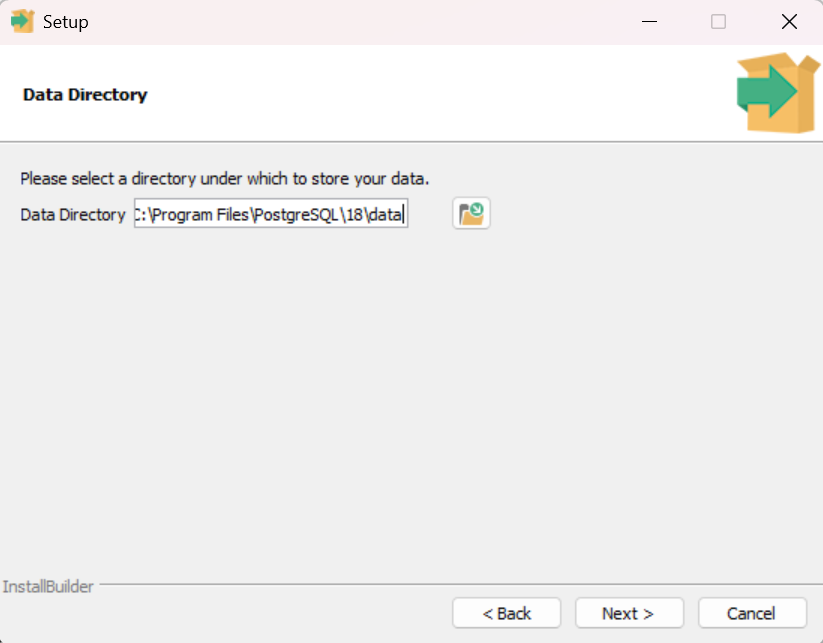 Setup
Data Directory
Please select a directory under which to store your data.
Data Directory C:\Program Files\PostgreSQL\18\data
InstallBuilder
< Back Next > Cancel